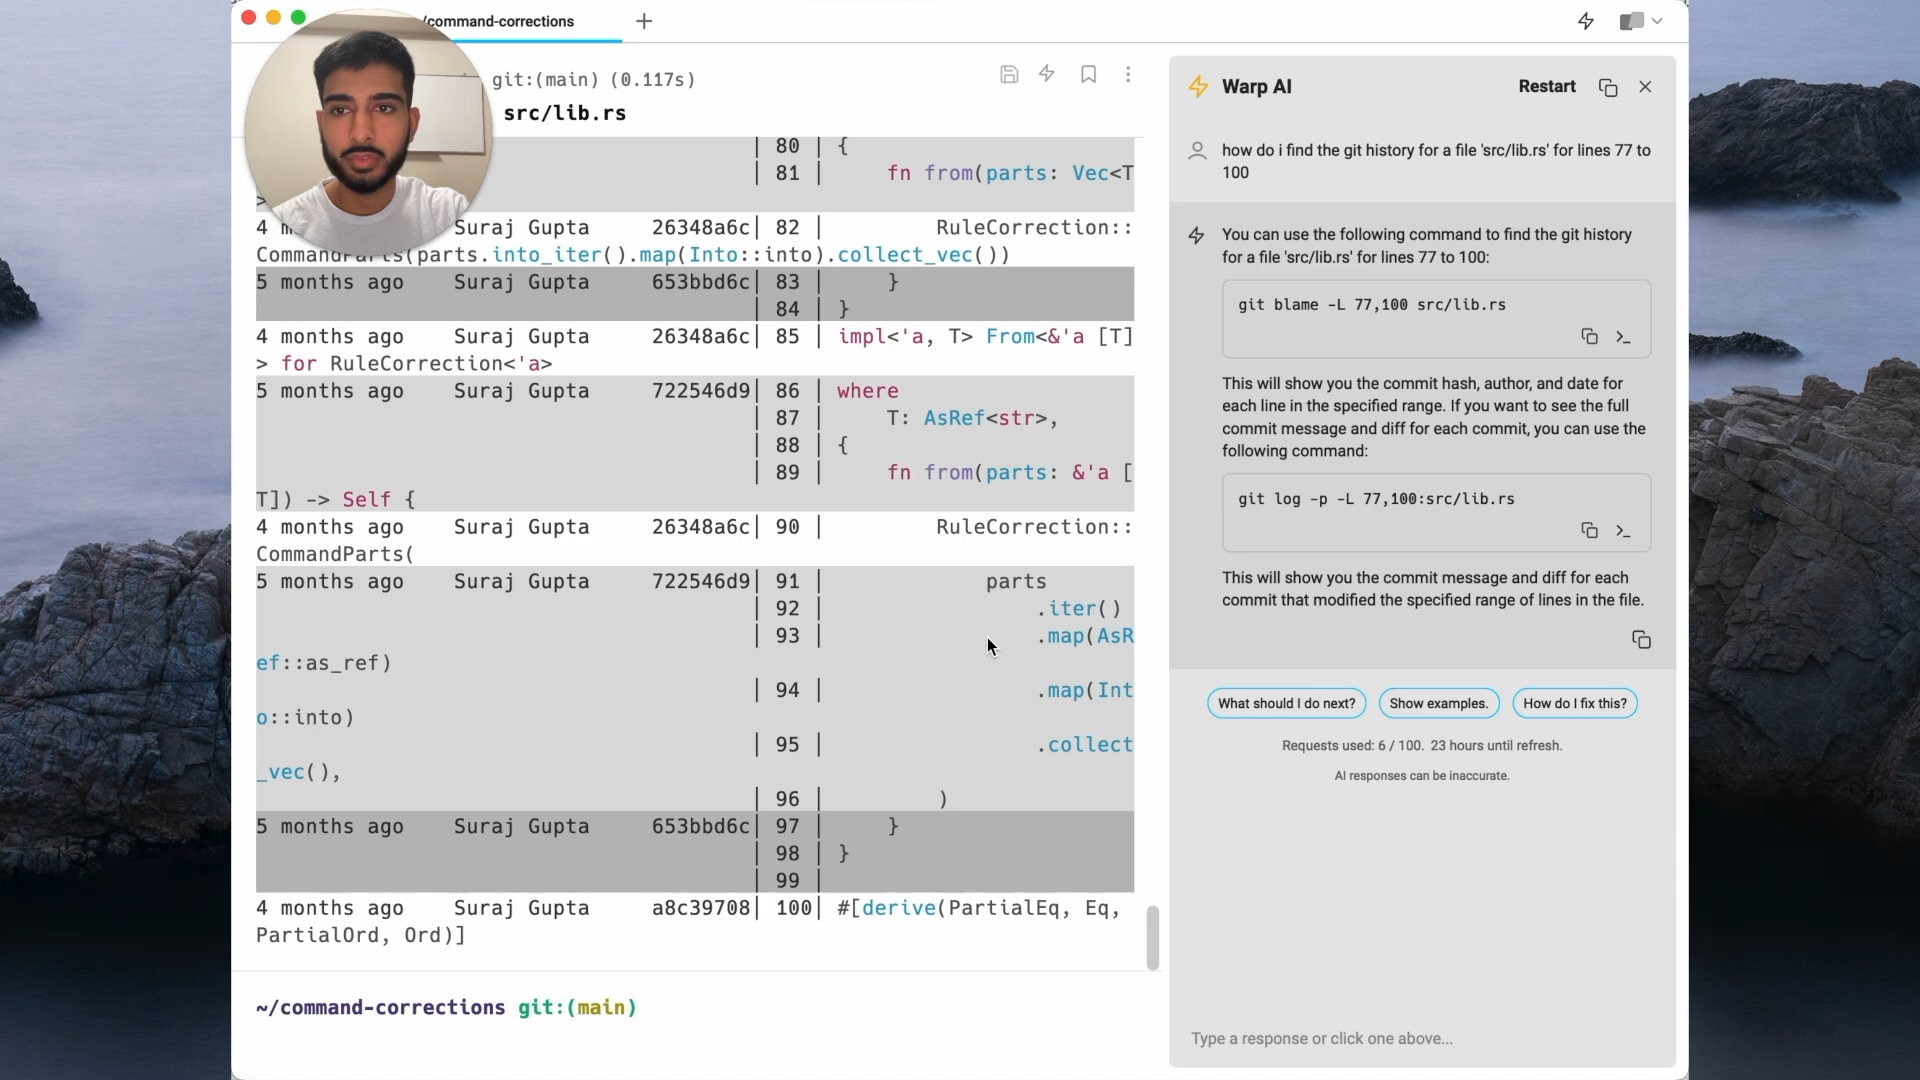 /command-corrections
git:(main) (0.117s)
src/lib.rs
| 80 | {
| 81 | fn from(parts: Vec<T
>
4 m Suraj Gupta 26348a6c| 82 | RuleCorrection::
CommandParts(parts.into_iter().map(Into::into).collect_vec())
5 months ago Suraj Gupta 653bbd6c| 83 | }
| 84 | }
4 months ago Suraj Gupta 26348a6c| 85 | impl<'a, T> From<&'a [T]
> for RuleCorrection<'a>
5 months ago Suraj Gupta 722546d9| 86 | where
| 87 | T: AsRef<str>,
| 88 | {
| 89 | fn from(parts: &'a [
T]) -> Self {
4 months ago Suraj Gupta 26348a6c| 90 | RuleCorrection::
CommandParts(
5 months ago Suraj Gupta 722546d9| 91 | parts
| 92 | .iter()
| 93 | .map(AsR
ef::as_ref)
| 94 | .map(Int
o::into)
| 95 | .collect
_vec(),
| 96 | )
5 months ago Suraj Gupta 653bbd6c| 97 | }
| 98 | }
| 99 |
4 months ago Suraj Gupta a8c39708| 100| #[derive(PartialEq, Eq,
PartialOrd, Ord)]
~/command-corrections git:(main)
Warp AI
Restart
how do i find the git history for a file 'src/lib.rs' for lines 77 to
100
You can use the following command to find the git history
for a file 'src/lib.rs' for lines 77 to 100:
git blame -L 77,100 src/lib.rs
This will show you the commit hash, author, and date for
each line in the specified range. If you want to see the full
commit message and diff for each commit, you can use the
following command:
git log -p -L 77,100:src/lib.rs
This will show you the commit message and diff for each
commit that modified the specified range of lines in the file.
What should I do next?
Show examples.
How do I fix this?
Requests used: 6 / 100. 23 hours until refresh.
AI responses can be inaccurate.
Type a response or click one above...